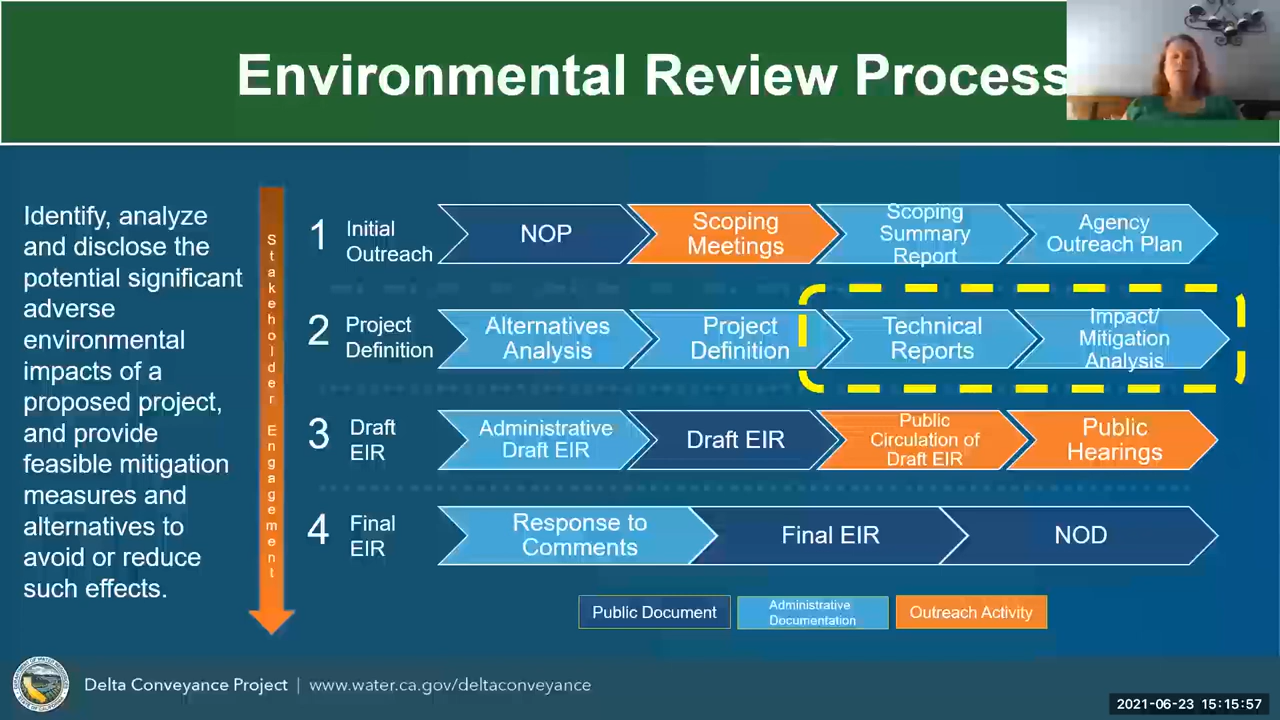 Environmental Review Process
Identify, analyze
and disclose the
potential significant
adverse
environmental
impacts of a
proposed project,
and provide
feasible mitigation
measures and
alternatives to
avoid or reduce
such effects.
Stakeholder Engagement
1 Initial
Outreach
NOP
Scoping
Meetings
Scoping
Summary
Report
Agency
Outreach Plan
2 Project
Definition
Alternatives
Analysis
Project
Definition
Technical
Reports
Impact/
Mitigation
Analysis
3 Draft
EIR
Administrative
Draft EIR
Draft EIR
Public
Circulation of
Draft EIR
Public
Hearings
4 Final
EIR
Response to
Comments
Final EIR
NOD
Public Document
Administrative
Documentation
Outreach Activity
Delta Conveyance Project | www.water.ca.gov/deltaconveyance
2021-06-23 15:15:57